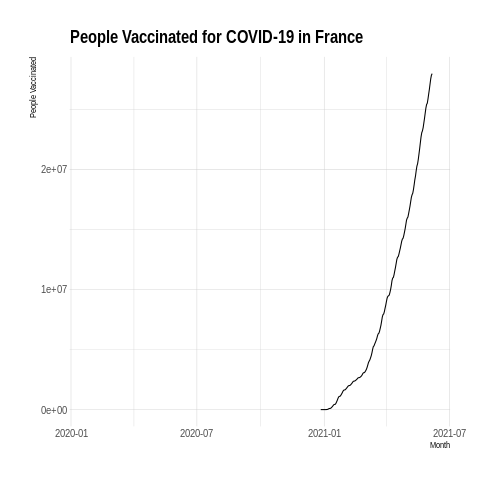 People Vaccinated for COVID-19 in France
People Vaccinated
2e+07
1e+07
0e+00
2020-01
2020-07
2021-01
2021-07
Month